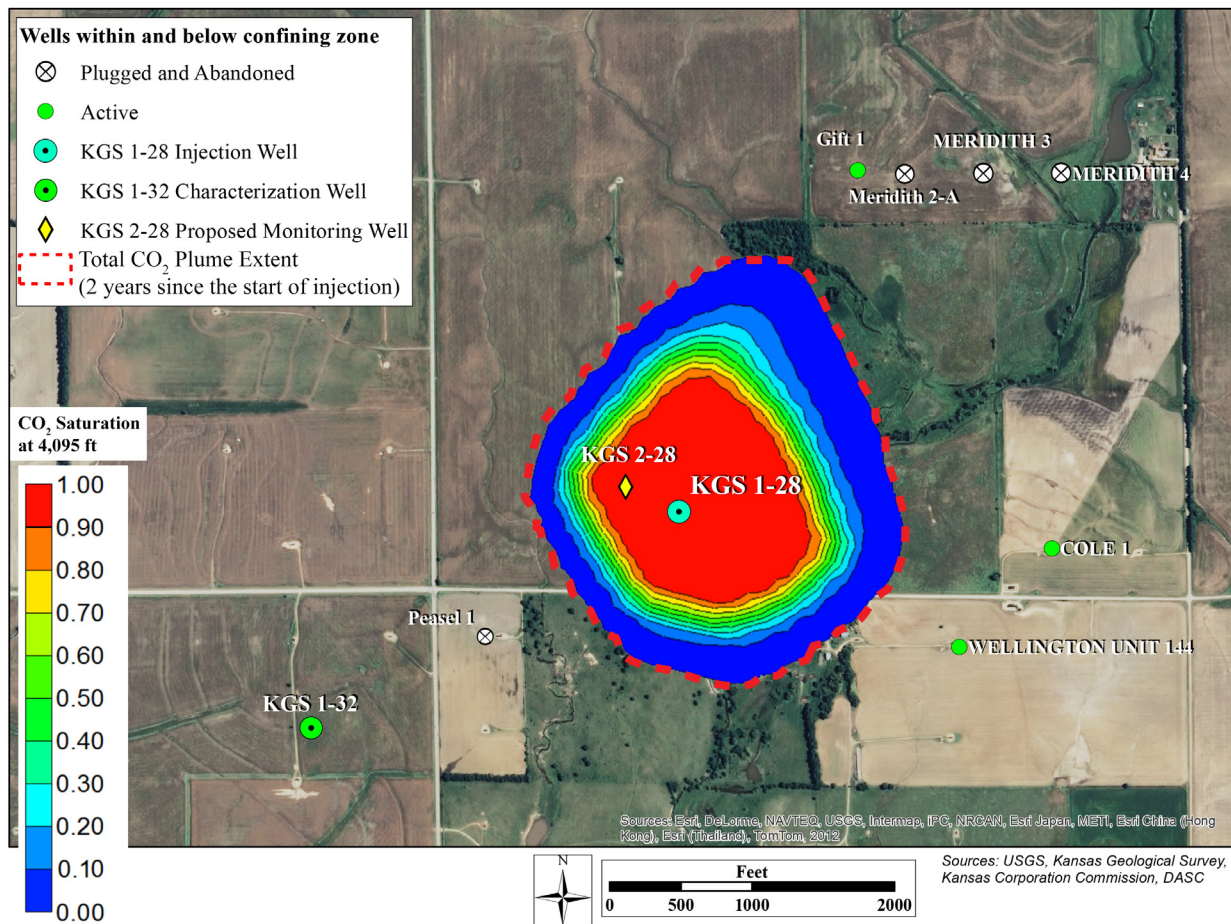 Wells within and below confining zone
Plugged and Abandoned
Active
KGS 1-28 Injection Well
KGS 1-32 Characterization Well
KGS 2-28 Proposed Monitoring Well
Total CO₂ Plume Extent
(2 years since the start of injection)
Gift 1
MERIDITH 3
Meridith 2-A
MERIDITH 4
CO₂ Saturation
at 4,095 ft
1.00
0.90
0.80
0.70
0.60
0.50
0.40
0.30
0.20
0.10
0.00
KGS 2-28
KGS 1-28
COLE 1
Peasel 1
WELLINGTON UNIT 144
KGS 1-32
Sources: Esri, DeLorme, NAVTEQ, USGS, Intermap, iPC, NRCAN, Esri Japan, METI, Esri China (Hong
Kong), Esri (Thailand), TomTom, 2012
N
Feet
0 500 1000 2000
Sources: USGS, Kansas Geological Survey,
Kansas Corporation Commission, DASC